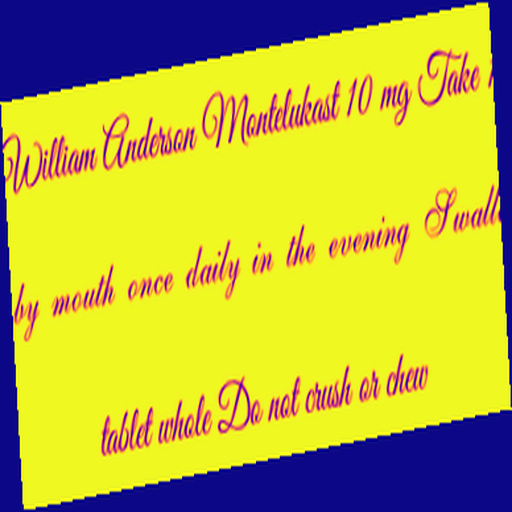 William Anderson Montelukast 10 mg Take
by mouth once daily in the evening
tablet whole Do not crush or chew